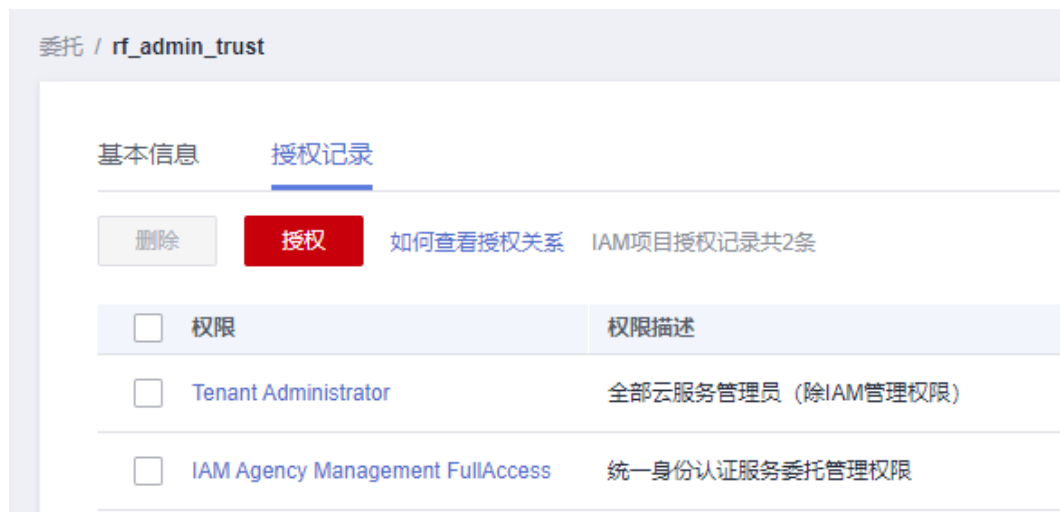 委托 / rf_admin_trust
基本信息 授权记录
删除 授权 如何查看授权关系 IAM项目授权记录共2条
权限 权限描述
Tenant Administrator 全部云服务管理员（除IAM管理权限）
IAM Agency Management FullAccess 统一身份认证服务委托管理权限